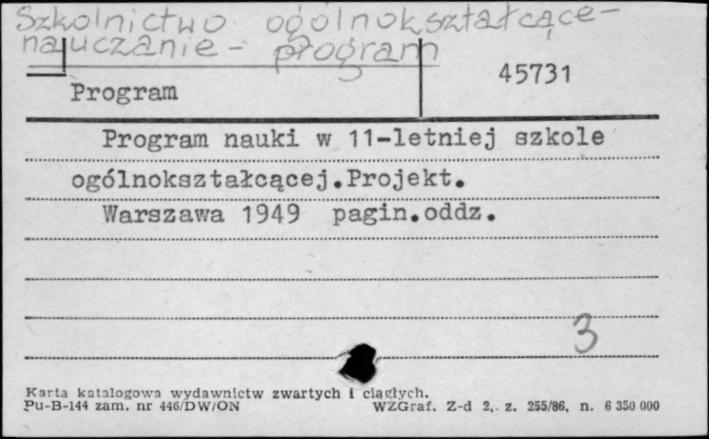 Szkolnictwo ogólnokształcące-
nauczanie - program
45731
Program
Program nauki w 11-letniej szkole
ogólnokształcącej.Projekt.
Warszawa 1949 pagin.oddz.
3
Karta katalogowa wydawnictw zwartych i ciągłych.
Pu-B-144 zam. nr 446/DW/ON WZGraf. Z-d 2, z. 255/86, n. 6 350 000